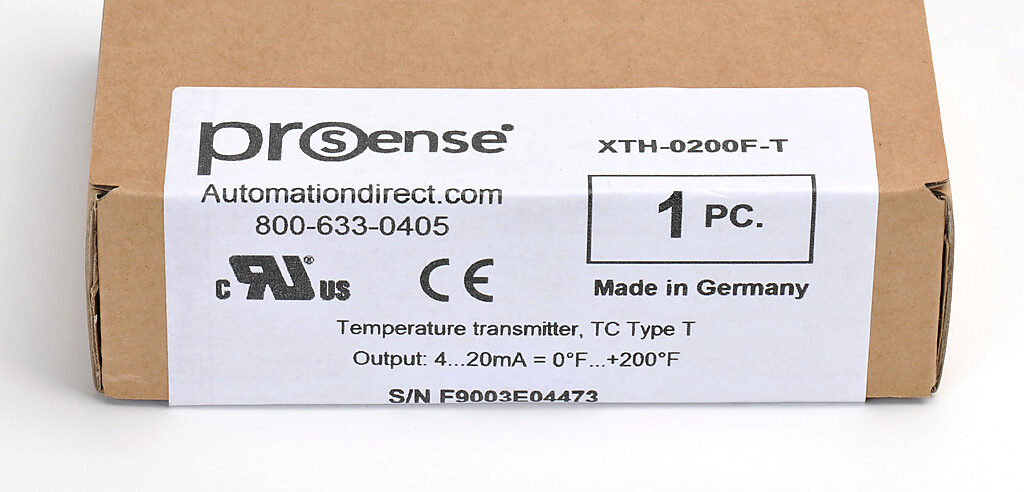 prosense
XTH-0200F-T
Automationdirect.com
800-633-0405
1 PC.
c RU® US
CE
Made in Germany
Temperature transmitter, TC Type T
Output: 4...20mA = 0°F...+200°F
S/N F9003E04473